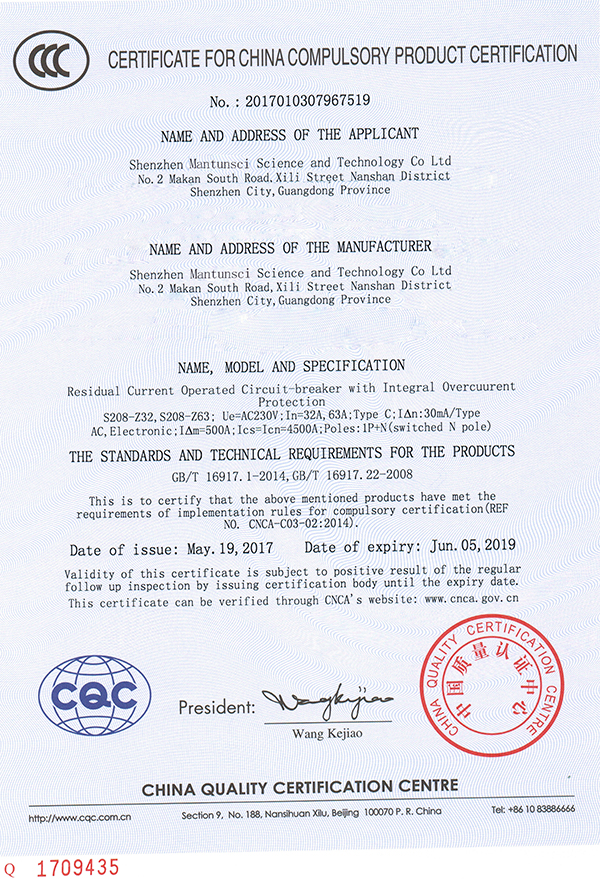 CCC
CERTIFICATE FOR CHINA COMPULSORY PRODUCT CERTIFICATION
No. : 2017010307967519
NAME AND ADDRESS OF THE APPLICANT
Shenzhen Mantunsci Science and Technology Co Ltd
No. 2 Makan South Road, Xili Street Nanshan District
Shenzhen City, Guangdong Province
NAME AND ADDRESS OF THE MANUFACTURER
Shenzhen Mantunsci Science and Technology Co Ltd
No. 2 Makan South Road, Xili Street Nanshan District
Shenzhen City, Guangdong Province
NAME, MODEL AND SPECIFICATION
Residual Current Operated Circuit-breaker with Integral Overcuurent
Protection
S208-Z32, S208-Z63; Ue=AC230V; In=32A, 63A; Type C; IΔn:30mA/Type
AC, Electronic; IΔm=500A; Ics=Icn=4500A; Poles: 1P+N(switched N pole)
THE STANDARDS AND TECHNICAL REQUIREMENTS FOR THE PRODUCTS
GB/T 16917.1-2014, GB/T 16917.22-2008
This is to certify that the above mentioned products have met the
requirements of implementation rules for compulsory certification(REF
NO. CNCA-C03-02:2014).
Date of issue: May. 19, 2017 Date of expiry: Jun. 05, 2019
Validity of this certificate is subject to positive result of the regular
follow up inspection by issuing certification body until the expiry date.
This certificate can be verified through CNCA's website: www.cnca.gov.cn
CHINA QUALITY CERTIFICATION CENTRE
中国质量认证中心
CQC
President: Wangkejiao
Wang Kejiao
CHINA QUALITY CERTIFICATION CENTRE
http://www.cqc.com.cn Section 9, No. 188, Nansihuan Xilu, Beijing 100070 P. R. China Tel: +86 10 83886666
Q 1709435